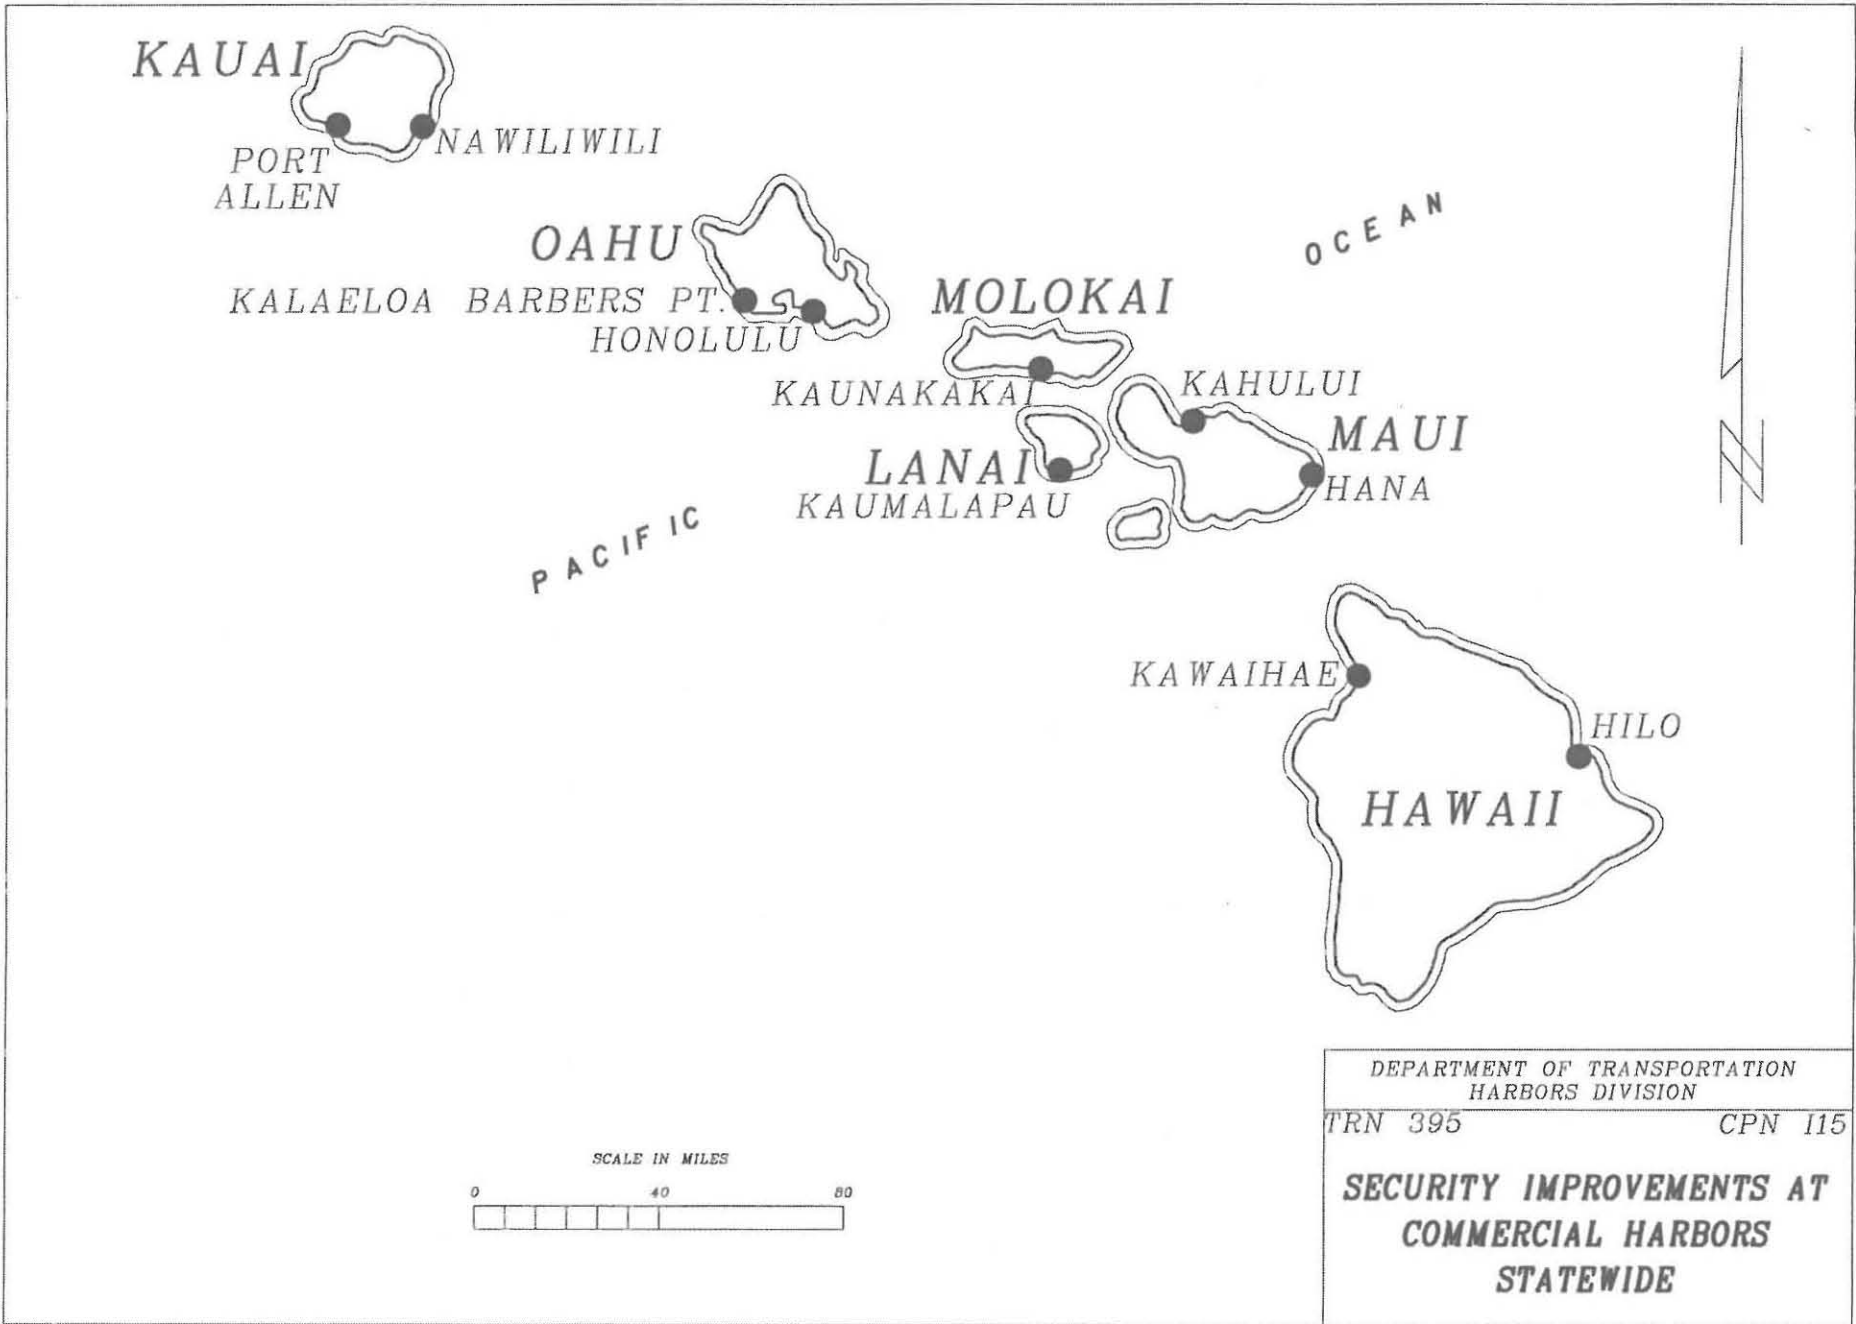 KAUAI
PORT
ALLEN
NAWILIWILI
OAHU
KALAELOA BARBERS PT.
HONOLULU
OCEAN
MOLOKAI
KAUNAKAKAI
KAHULUI
MAUI
HANA
LANAI
KAUMALAPAU
PACIFIC
N
KAWAIHAE
HILO
HAWAII
SCALE IN MILES
0 40 80
DEPARTMENT OF TRANSPORTATION
HARBORS DIVISION
TRN 395 CPN I15
SECURITY IMPROVEMENTS AT
COMMERCIAL HARBORS
STATEWIDE